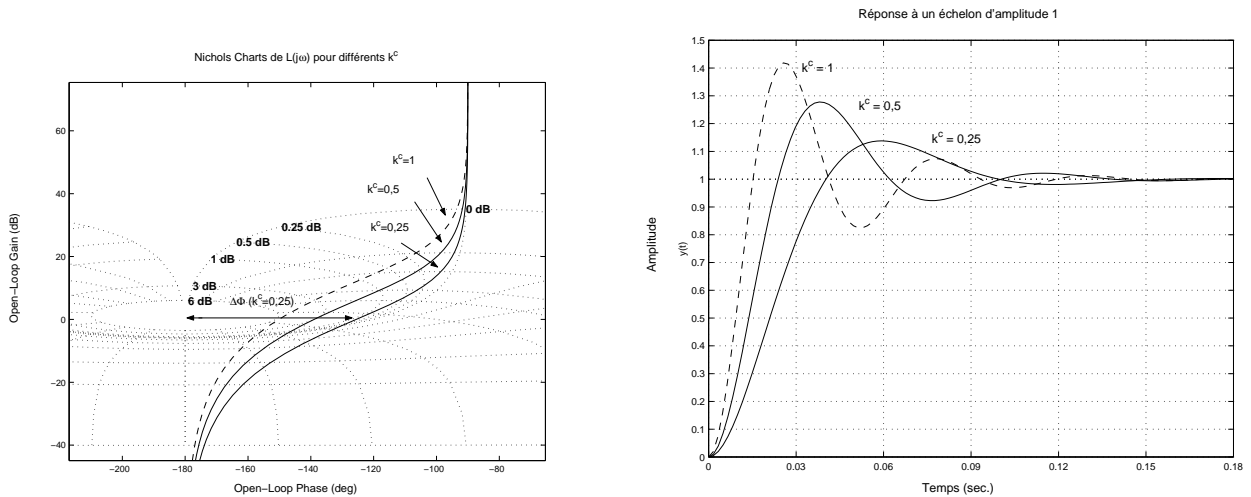 Nichols Charts de L(jω) pour différents k^c
60
40
20
0
−20
−40
−200
−180
−160
−140
−120
−100
−80
Open−Loop Gain (dB)
Open−Loop Phase (deg)
k^c=1
k^c=0,5
k^c=0,25
0 dB
0.25 dB
0.5 dB
1 dB
3 dB
6 dB
ΔΦ (k^c=0,25)
Réponse à un échelon d'amplitude 1
1.5
1.4
1.3
1.2
1.1
1
0.9
0.8
0.7
0.6
0.5
0.4
0.3
0.2
0.1
0
0
0.03
0.06
0.09
0.12
0.15
0.18
Amplitude
y(t)
Temps (sec.)
k^c = 1
k^c = 0,5
k^c = 0,25